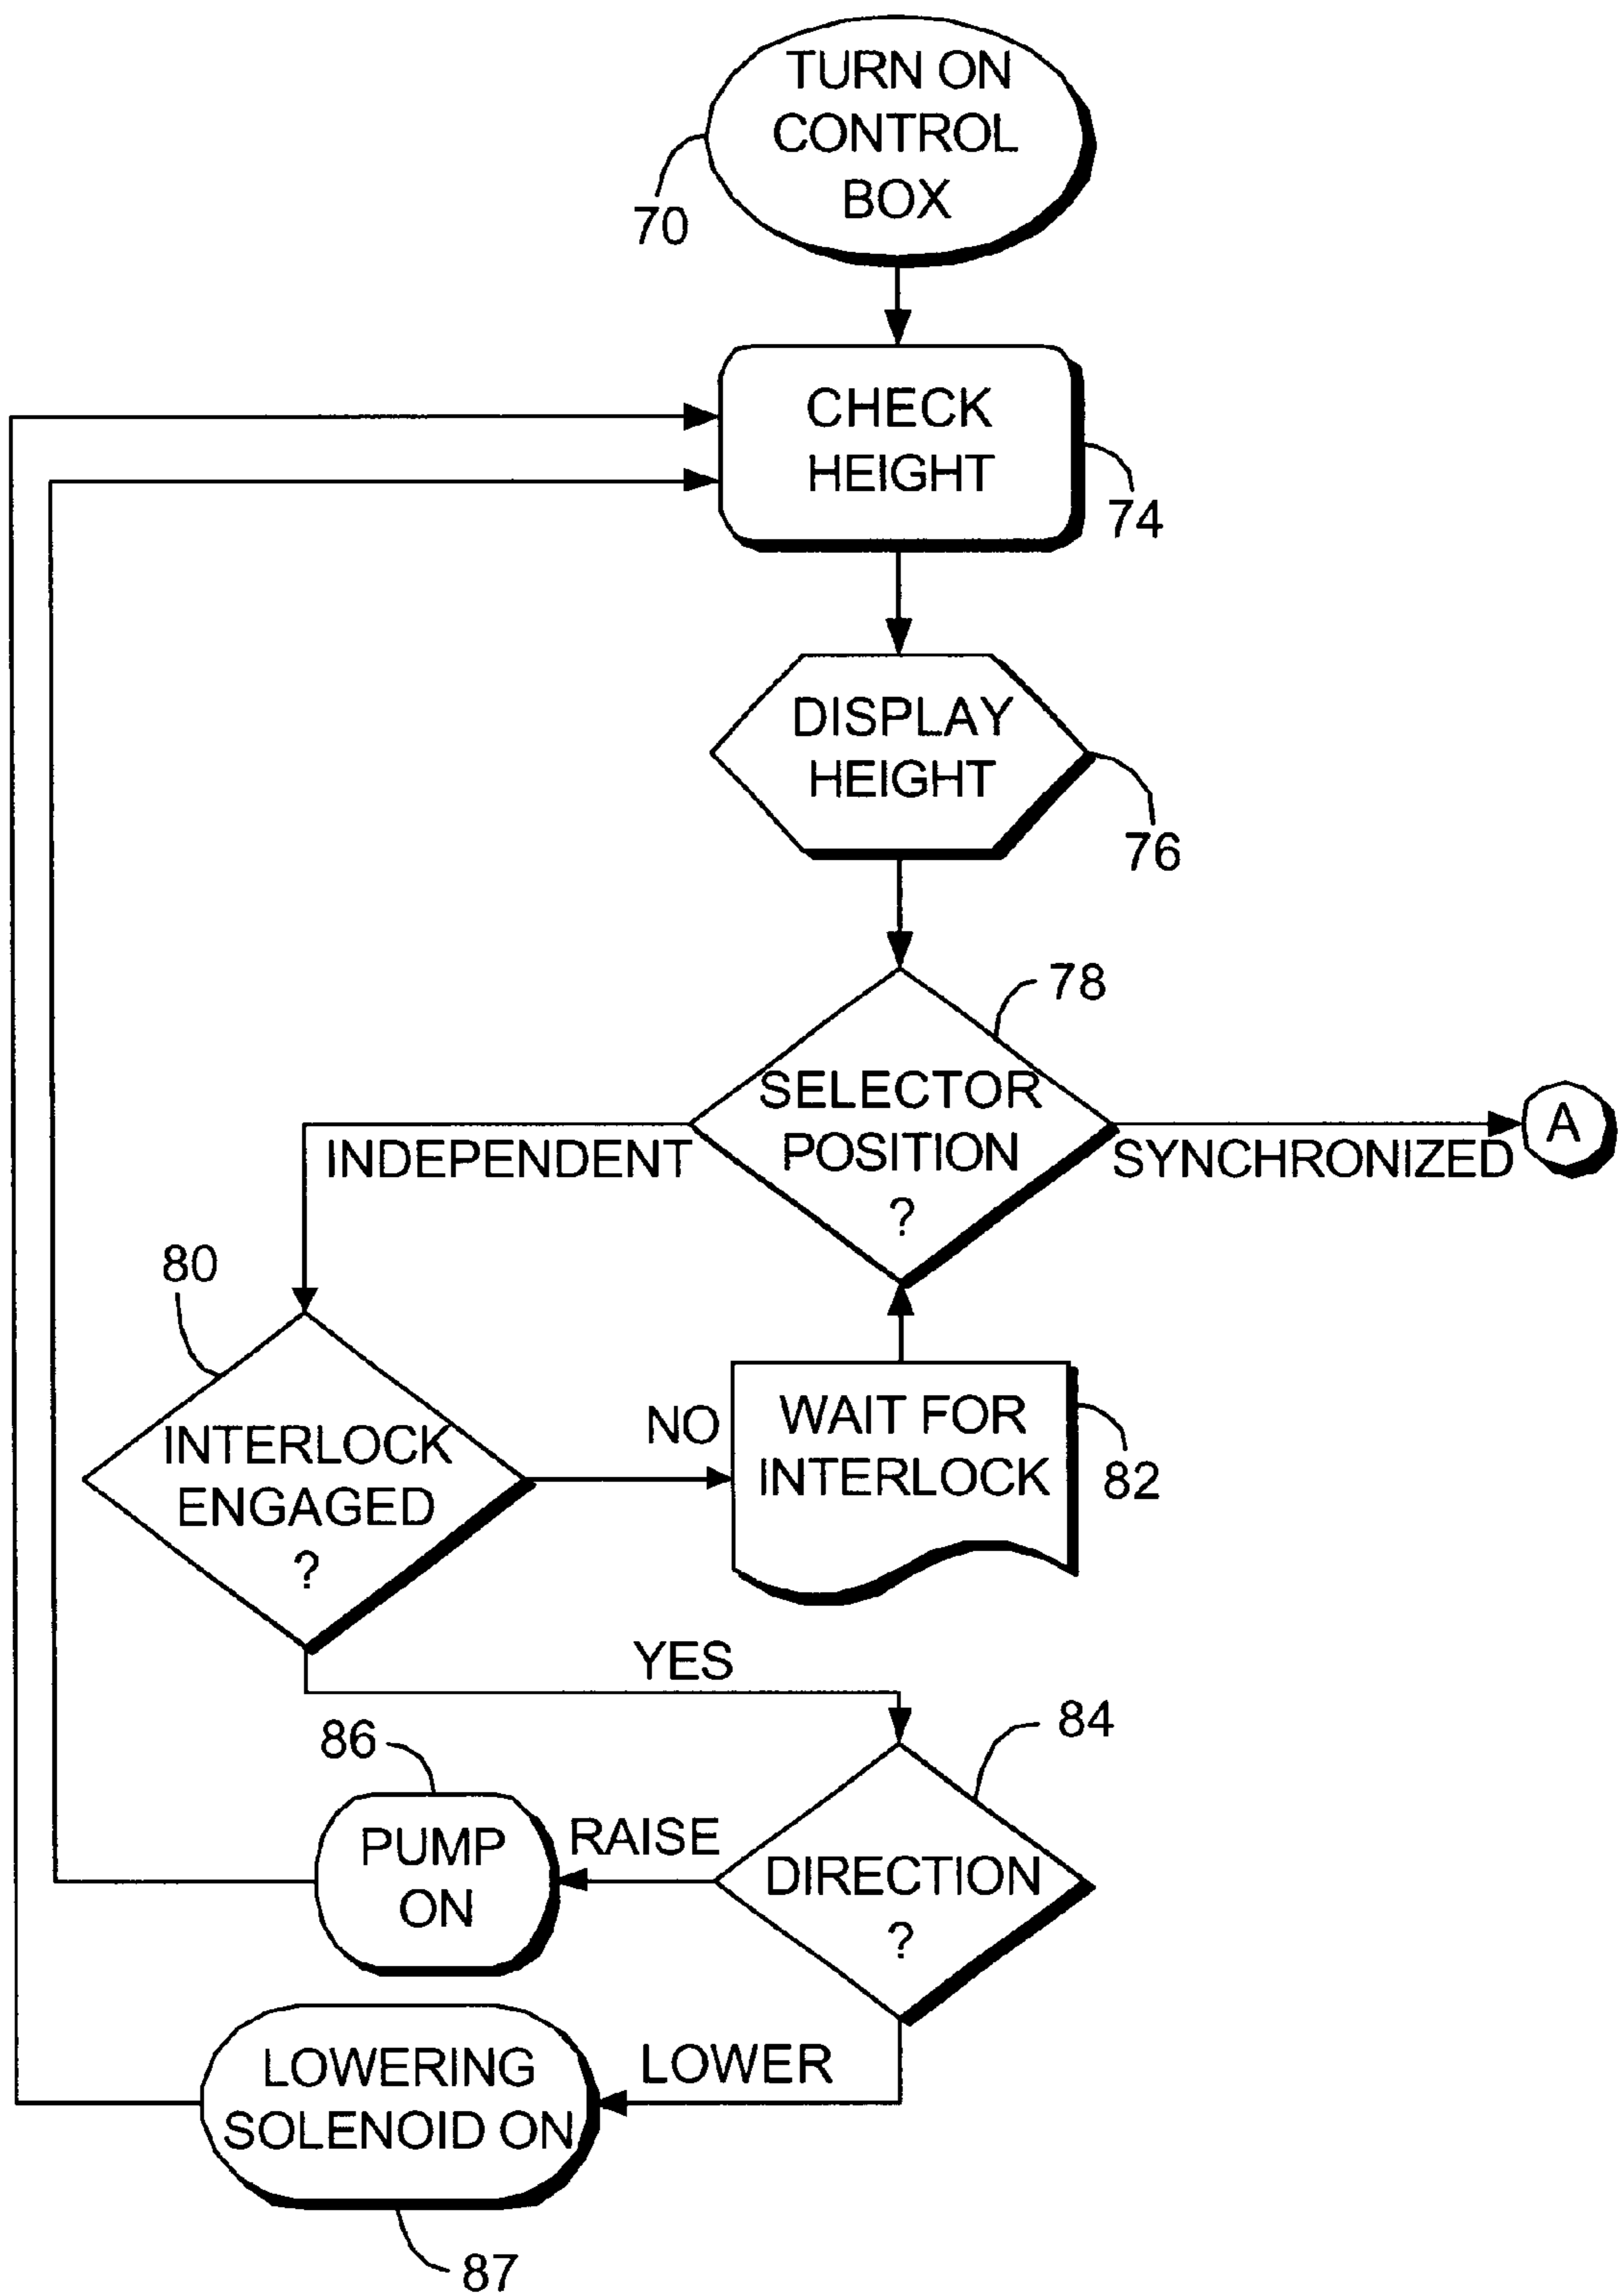 TURN ON
CONTROL
BOX
70
CHECK
HEIGHT
74
DISPLAY
HEIGHT
76
78
SELECTOR
POSITION
?
INDEPENDENT
SYNCHRONIZED
A
80
INTERLOCK
ENGAGED
?
NO
WAIT FOR
INTERLOCK
82
YES
84
86
PUMP
ON
RAISE
DIRECTION
?
LOWERING
SOLENOID ON
LOWER
87